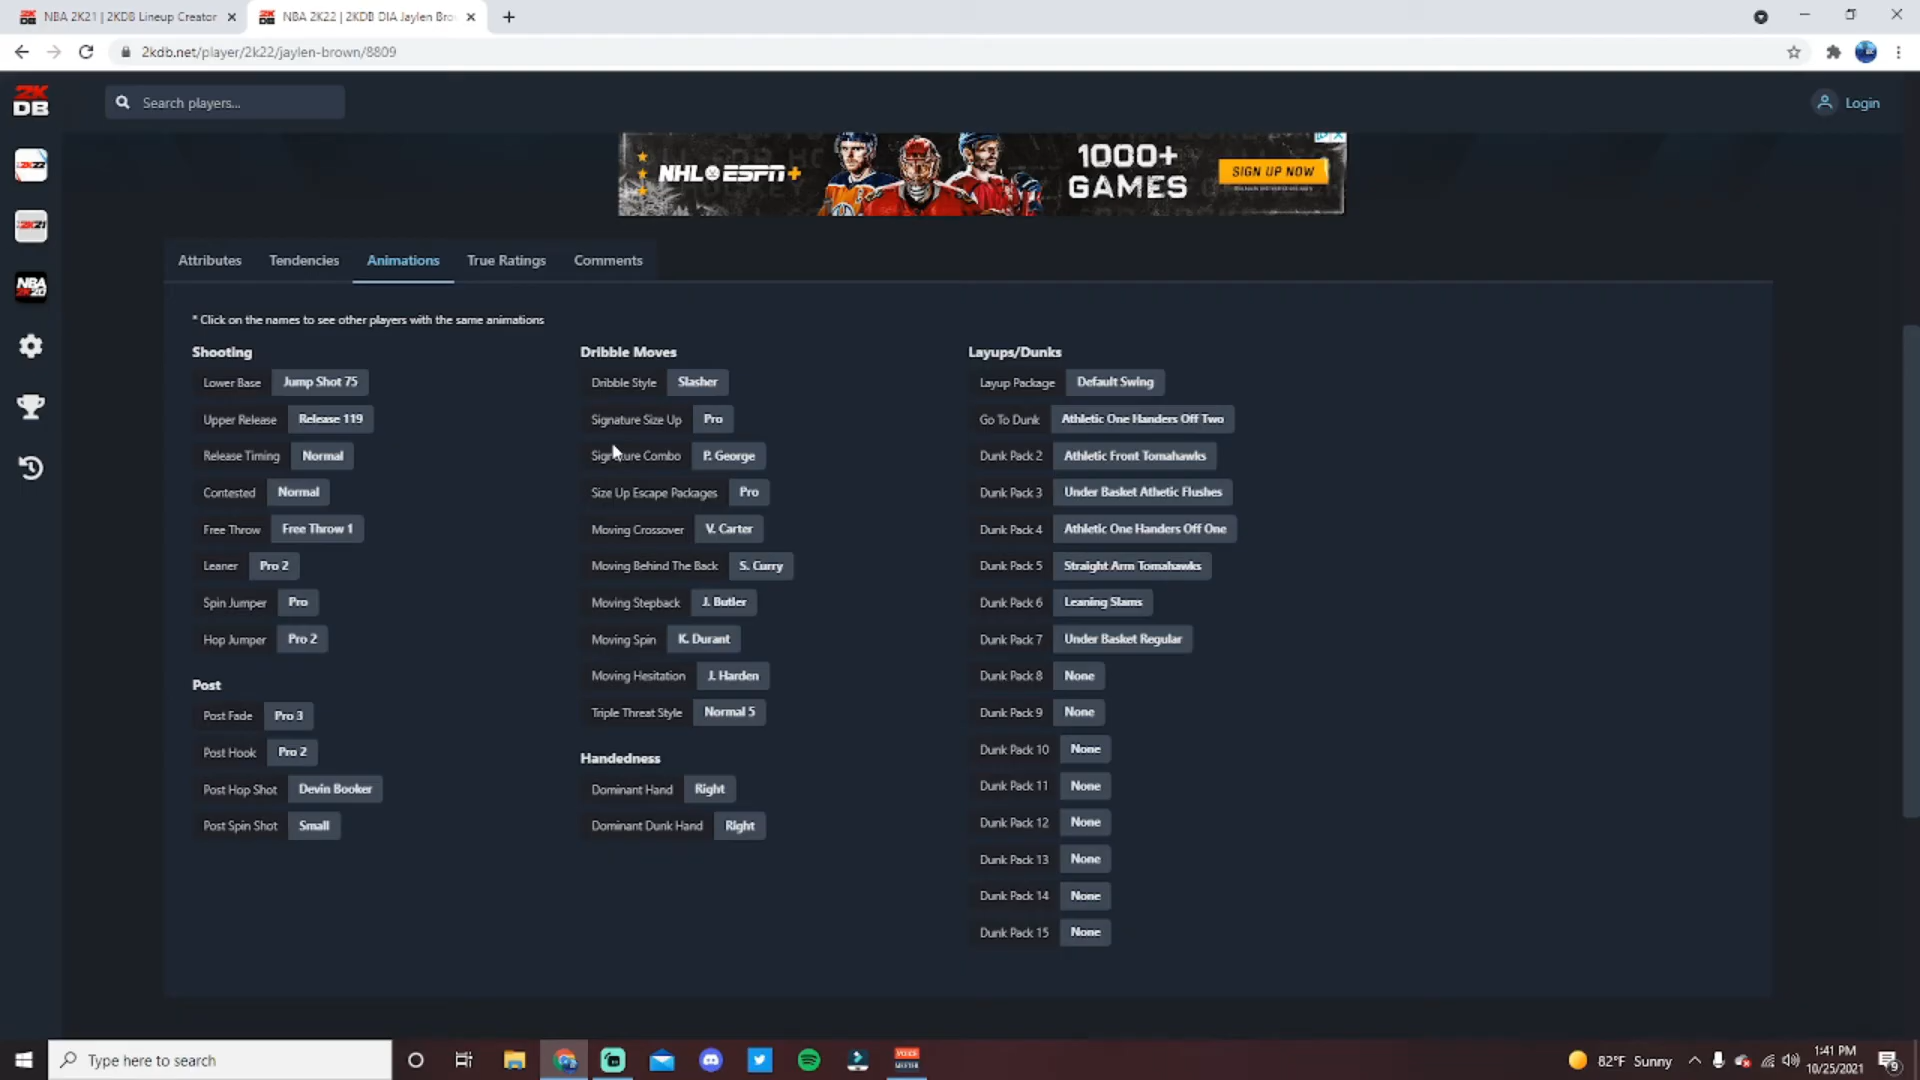 NBA 2K21 | 2KDB Lineup Creator
NBA 2K22 | 2KDB DIA Jaylen Bro
2kdb.net/player/2k22/jaylen-brown/8809
2K
DB
Search players...
Login
NHL ESPN+
1000+
GAMES
SIGN UP NOW
2K22
2K21
NBA
2K20
Attributes
Tendencies
Animations
True Ratings
Comments
* Click on the names to see other players with the same animations
Shooting
Lower Base Jump Shot 75
Upper Release Release 119
Release Timing Normal
Contested Normal
Free Throw Free Throw 1
Leaner Pro 2
Spin Jumper Pro
Hop Jumper Pro 2
Post
Post Fade Pro 3
Post Hook Pro 2
Post Hop Shot Devin Booker
Post Spin Shot Small
Dribble Moves
Dribble Style Slasher
Signature Size Up Pro
Signature Combo P. George
Size Up Escape Packages Pro
Moving Crossover V. Carter
Moving Behind The Back S. Curry
Moving Stepback J. Butler
Moving Spin K. Durant
Moving Hesitation J. Harden
Triple Threat Style Normal 5
Handedness
Dominant Hand Right
Dominant Dunk Hand Right
Layups/Dunks
Layup Package Default Swing
Go To Dunk Athletic One Handers Off Two
Dunk Pack 2 Athletic Front Tomahawks
Dunk Pack 3 Under Basket Athetic Flushes
Dunk Pack 4 Athletic One Handers Off One
Dunk Pack 5 Straight Arm Tomahawks
Dunk Pack 6 Leaning Slams
Dunk Pack 7 Under Basket Regular
Dunk Pack 8 None
Dunk Pack 9 None
Dunk Pack 10 None
Dunk Pack 11 None
Dunk Pack 12 None
Dunk Pack 13 None
Dunk Pack 14 None
Dunk Pack 15 None
Type here to search
VOICE
MEETER
82°F Sunny
1:41 PM
10/25/2021
9